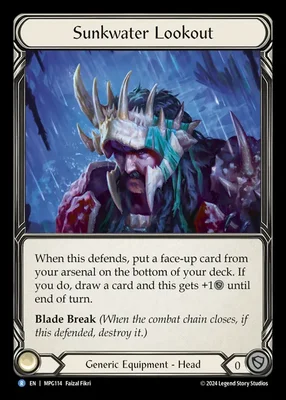 Sunkwater Lookout
When this defends, put a face-up card from
your arsenal on the bottom of your deck. If
you do, draw a card and this gets +1 until
end of turn.
Blade Break (When the combat chain closes, if
this defended, destroy it.)
Generic Equipment - Head
0
R EN | MPG114 Faizal Fikri
© 2024 Legend Story Studios